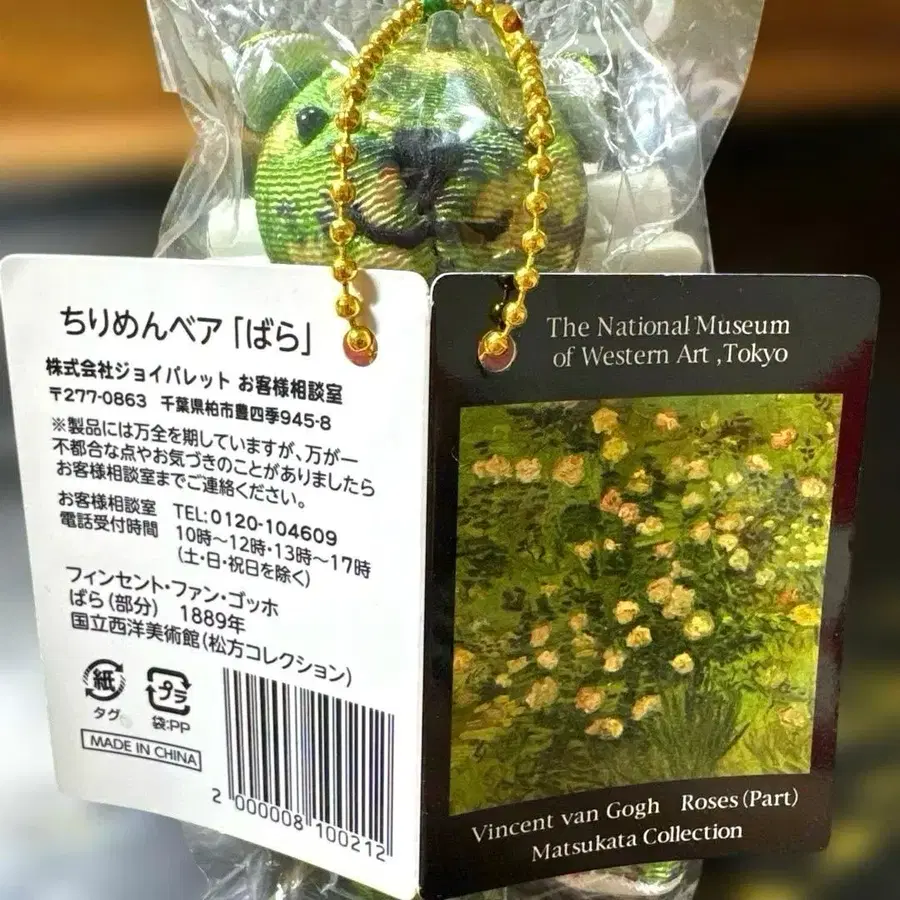 ちりめんベア「ばら」
株式会社ジョイパレット お客様相談室
〒277-0863 千葉県柏市豊四季945-8
※製品には万全を期していますが、万が一
不都合な点やお気づきのことがありましたら
お客様相談室までご連絡ください。
お客様相談室 TEL:0120-104609
電話受付時間 10時〜12時・13時〜17時
(土・日・祝日を除く)
フィンセント・ファン・ゴッホ
ばら(部分) 1889年
国立西洋美術館(松方コレクション)
紙
タグ
プラ
袋:PP
MADE IN CHINA
2 000008 100212
The National Museum
of Western Art ,Tokyo
Vincent van Gogh Roses (Part)
Matsukata Collection